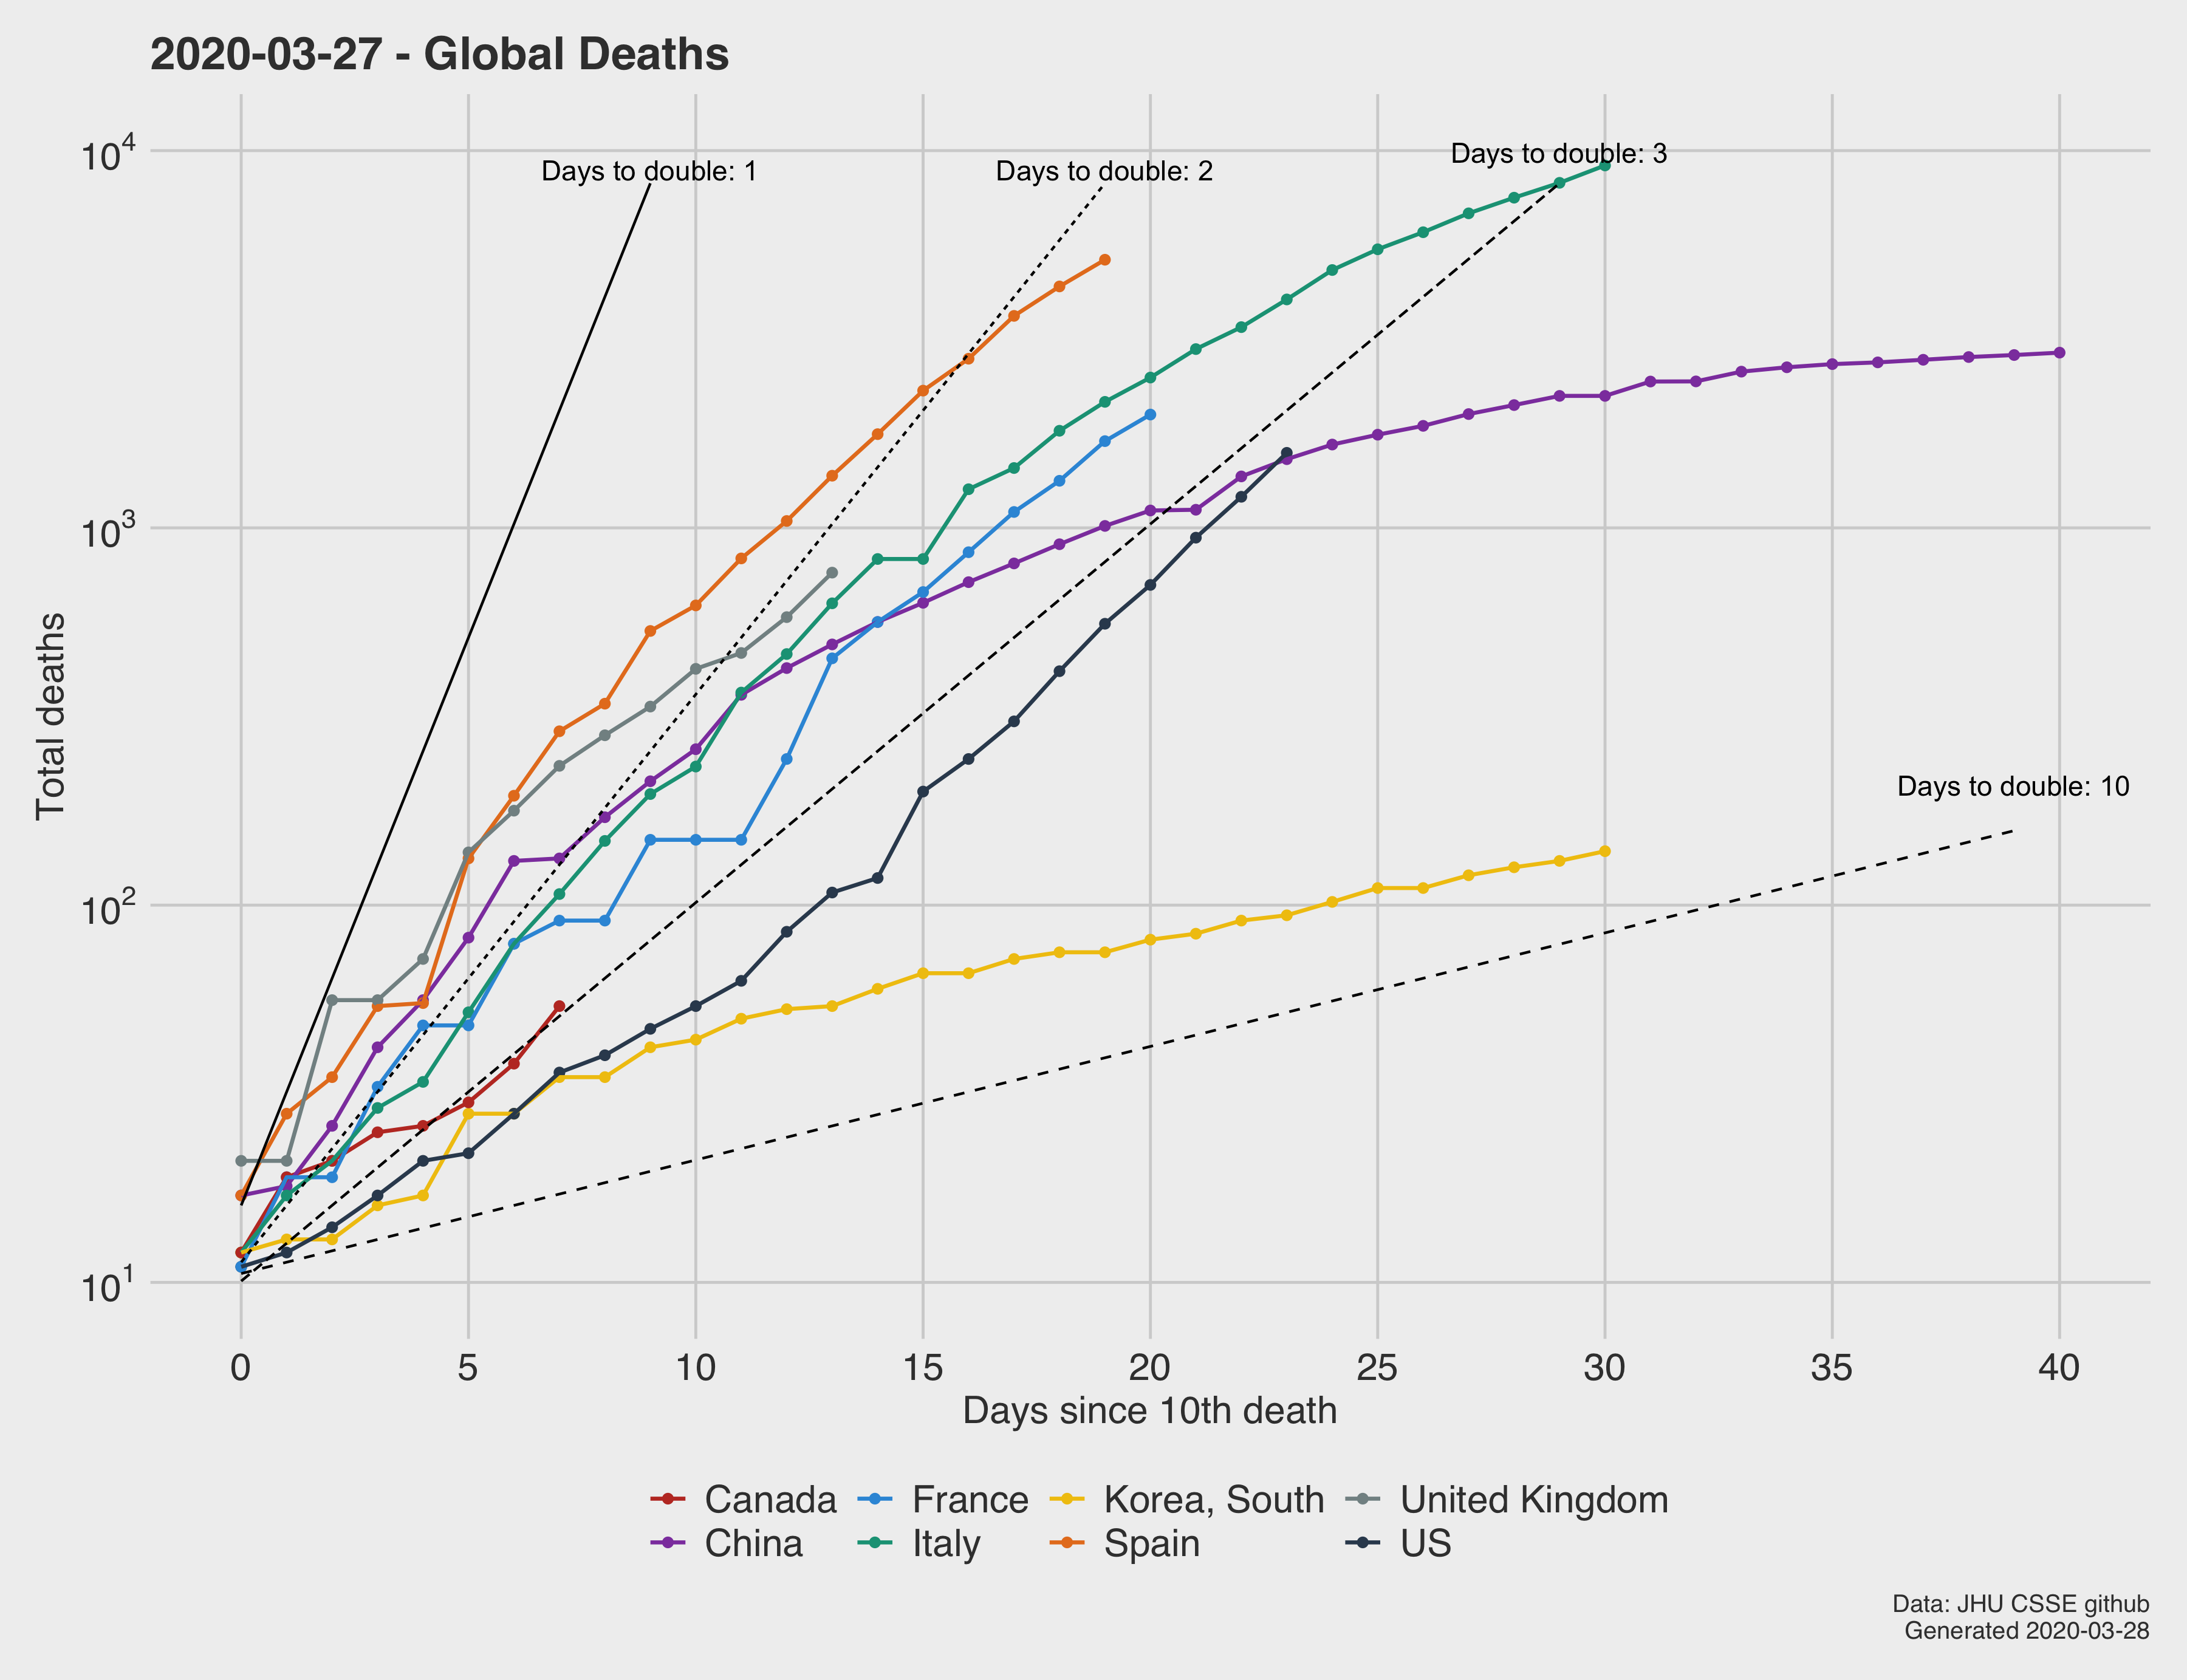 2020-03-27 - Global Deaths
10^4
10^3
10^2
10^1
Total deaths
Days to double: 1
Days to double: 2
Days to double: 3
Days to double: 10
0 5 10 15 20 25 30 35 40
Days since 10th death
Canada France Korea, South United Kingdom
China Italy Spain US
Data: JHU CSSE github
Generated 2020-03-28